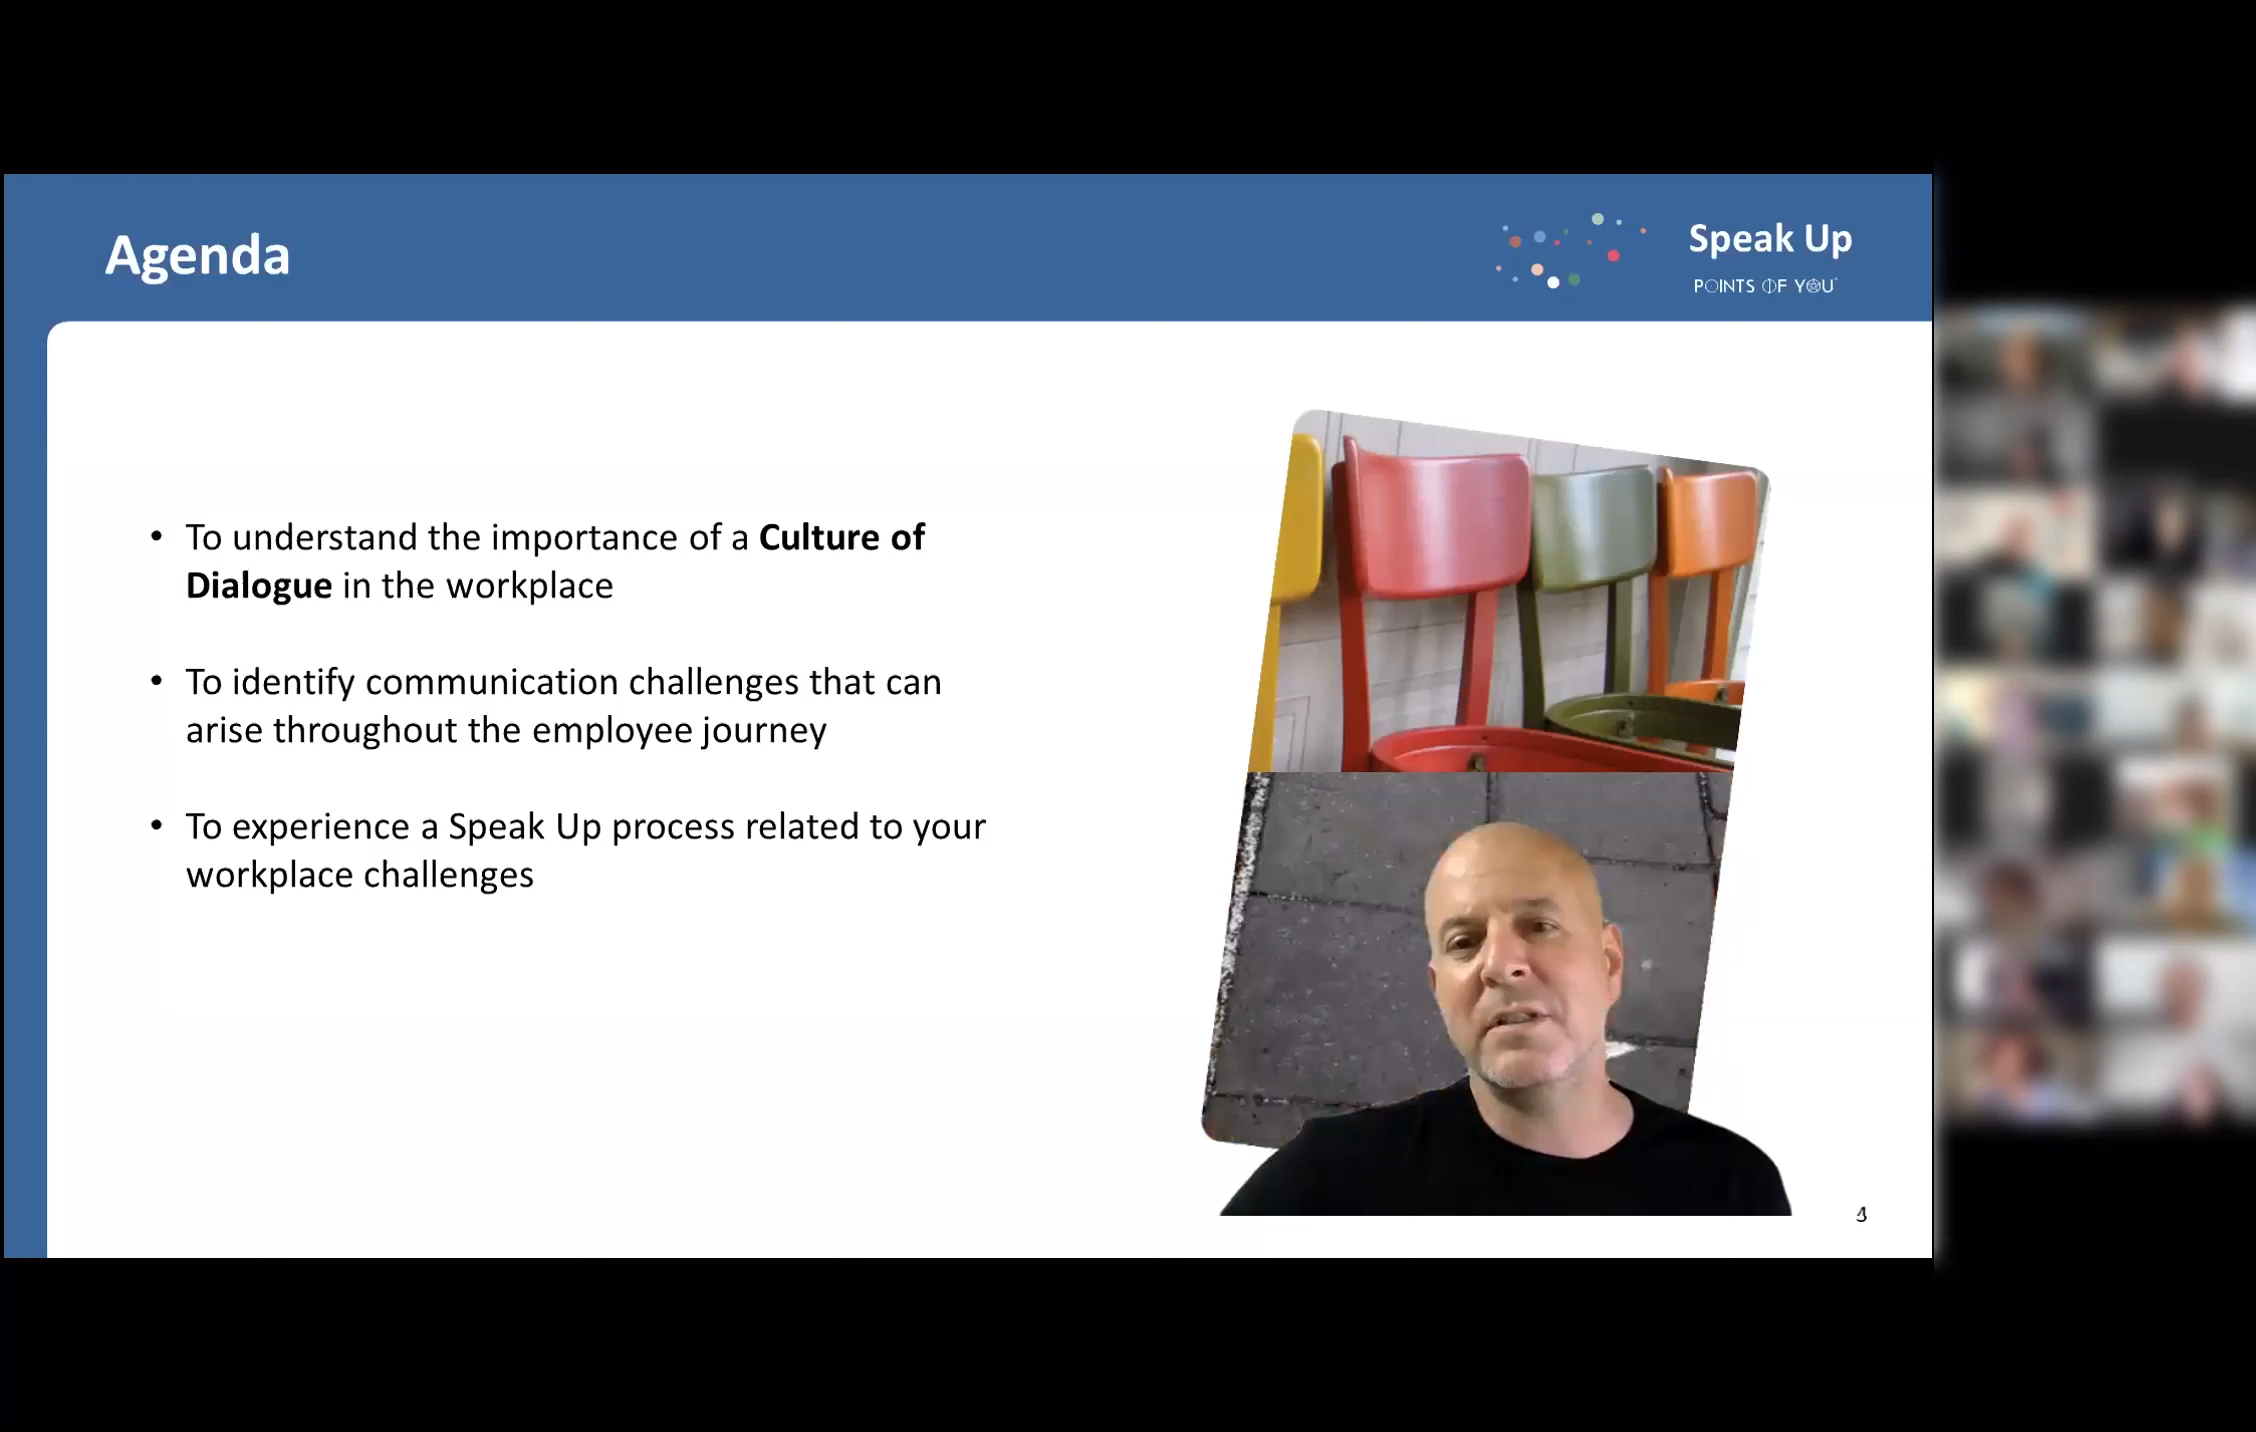 Agenda
Speak Up
POINTS OF YOU
• To understand the importance of a Culture of
Dialogue in the workplace
• To identify communication challenges that can
arise throughout the employee journey
• To experience a Speak Up process related to your
workplace challenges